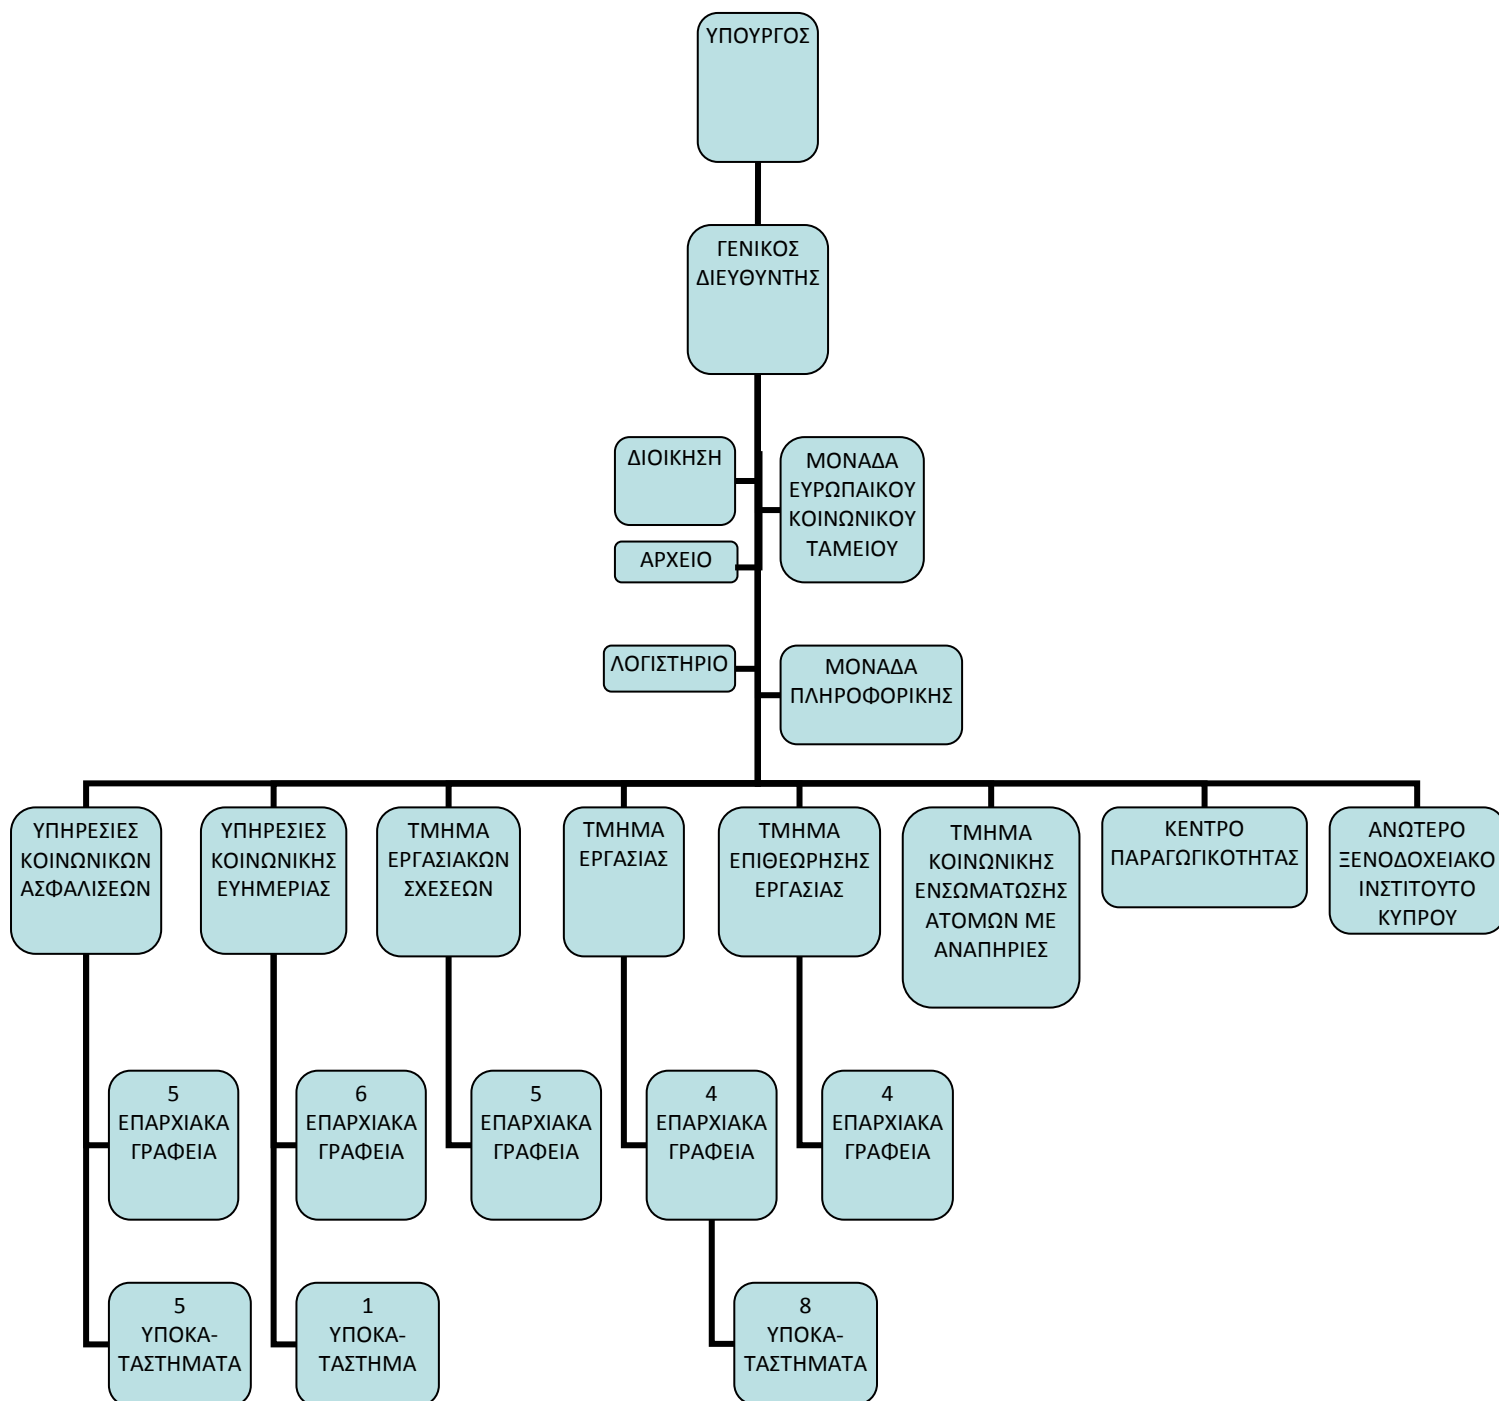 ΥΠΟΥΡΓΟΣ
ΓΕΝΙΚΟΣ
ΔΙΕΥΘΥΝΤΗΣ
ΔΙΟΙΚΗΣΗ
ΜΟΝΑΔΑ
ΕΥΡΩΠΑΙΚΟΥ
ΚΟΙΝΩΝΙΚΟΥ
ΤΑΜΕΙΟΥ
ΑΡΧΕΙΟ
ΛΟΓΙΣΤΗΡΙΟ
ΜΟΝΑΔΑ
ΠΛΗΡΟΦΟΡΙΚΗΣ
ΥΠΗΡΕΣΙΕΣ
ΚΟΙΝΩΝΙΚΩΝ
ΑΣΦΑΛΙΣΕΩΝ
ΥΠΗΡΕΣΙΕΣ
ΚΟΙΝΩΝΙΚΗΣ
ΕΥΗΜΕΡΙΑΣ
ΤΜΗΜΑ
ΕΡΓΑΣΙΑΚΩΝ
ΣΧΕΣΕΩΝ
ΤΜΗΜΑ
ΕΡΓΑΣΙΑΣ
ΤΜΗΜΑ
ΕΠΙΘΕΩΡΗΣΗΣ
ΕΡΓΑΣΙΑΣ
ΤΜΗΜΑ
ΚΟΙΝΩΝΙΚΗΣ
ΕΝΣΩΜΑΤΩΣΗΣ
ΑΤΟΜΩΝ ΜΕ
ΑΝΑΠΗΡΙΕΣ
ΚΕΝΤΡΟ
ΠΑΡΑΓΩΓΙΚΟΤΗΤΑΣ
ΑΝΩΤΕΡΟ
ΞΕΝΟΔΟΧΕΙΑΚΟ
ΙΝΣΤΙΤΟΥΤΟ
ΚΥΠΡΟΥ
5
ΕΠΑΡΧΙΑΚΑ
ΓΡΑΦΕΙΑ
6
ΕΠΑΡΧΙΑΚΑ
ΓΡΑΦΕΙΑ
5
ΕΠΑΡΧΙΑΚΑ
ΓΡΑΦΕΙΑ
4
ΕΠΑΡΧΙΑΚΑ
ΓΡΑΦΕΙΑ
4
ΕΠΑΡΧΙΑΚΑ
ΓΡΑΦΕΙΑ
5
ΥΠΟΚΑ-
ΤΑΣΤΗΜΑΤΑ
1
ΥΠΟΚΑ-
ΤΑΣΤΗΜΑ
8
ΥΠΟΚΑ-
ΤΑΣΤΗΜΑΤΑ